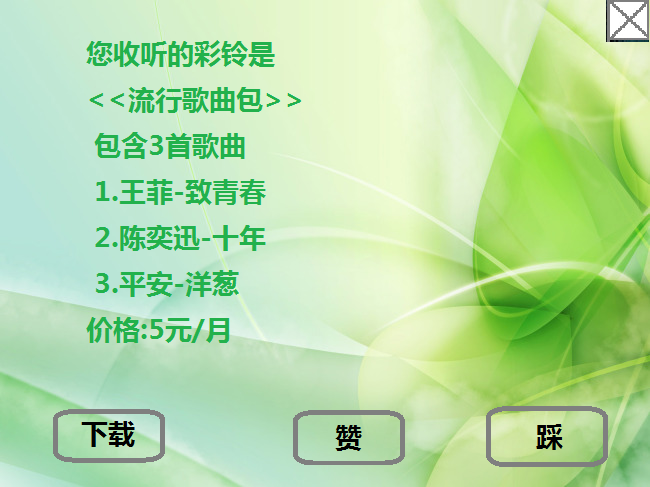 您收听的彩铃是
<<流行歌曲包>>
包含3首歌曲
1.王菲-致青春
2.陈奕迅-十年
3.平安-洋葱
价格:5元/月
下载 赞 踩